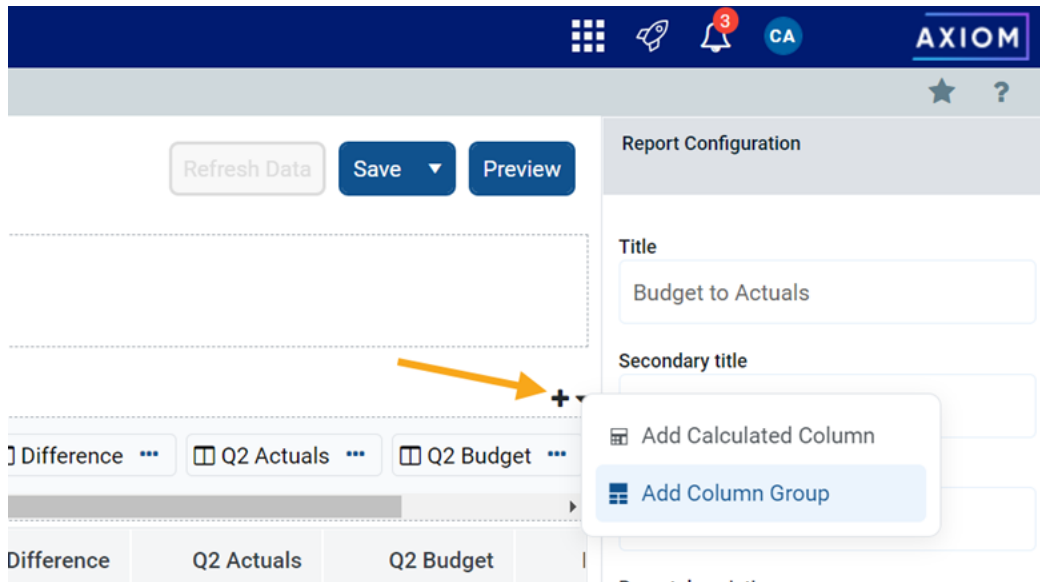 3
CA
AXIOM
?
Refresh Data
Save
Preview
Report Configuration
Title
Budget to Actuals
Secondary title
Add Calculated Column
Add Column Group
Difference
Q2 Actuals
Q2 Budget
Difference
Q2 Actuals
Q2 Budget